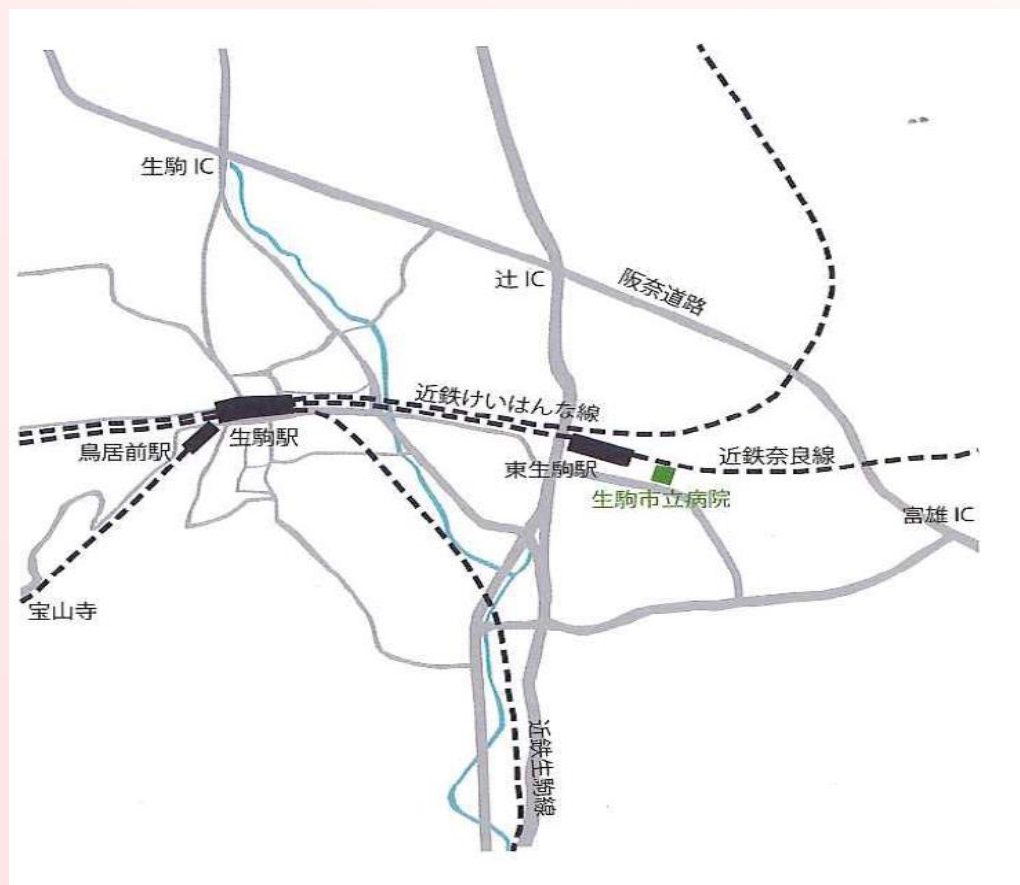 生駒 IC
辻 IC
阪奈道路
近鉄けいはんな線
生駒駅
鳥居前駅
東生駒駅
近鉄奈良線
生駒市立病院
富雄 IC
宝山寺
近鉄生駒線